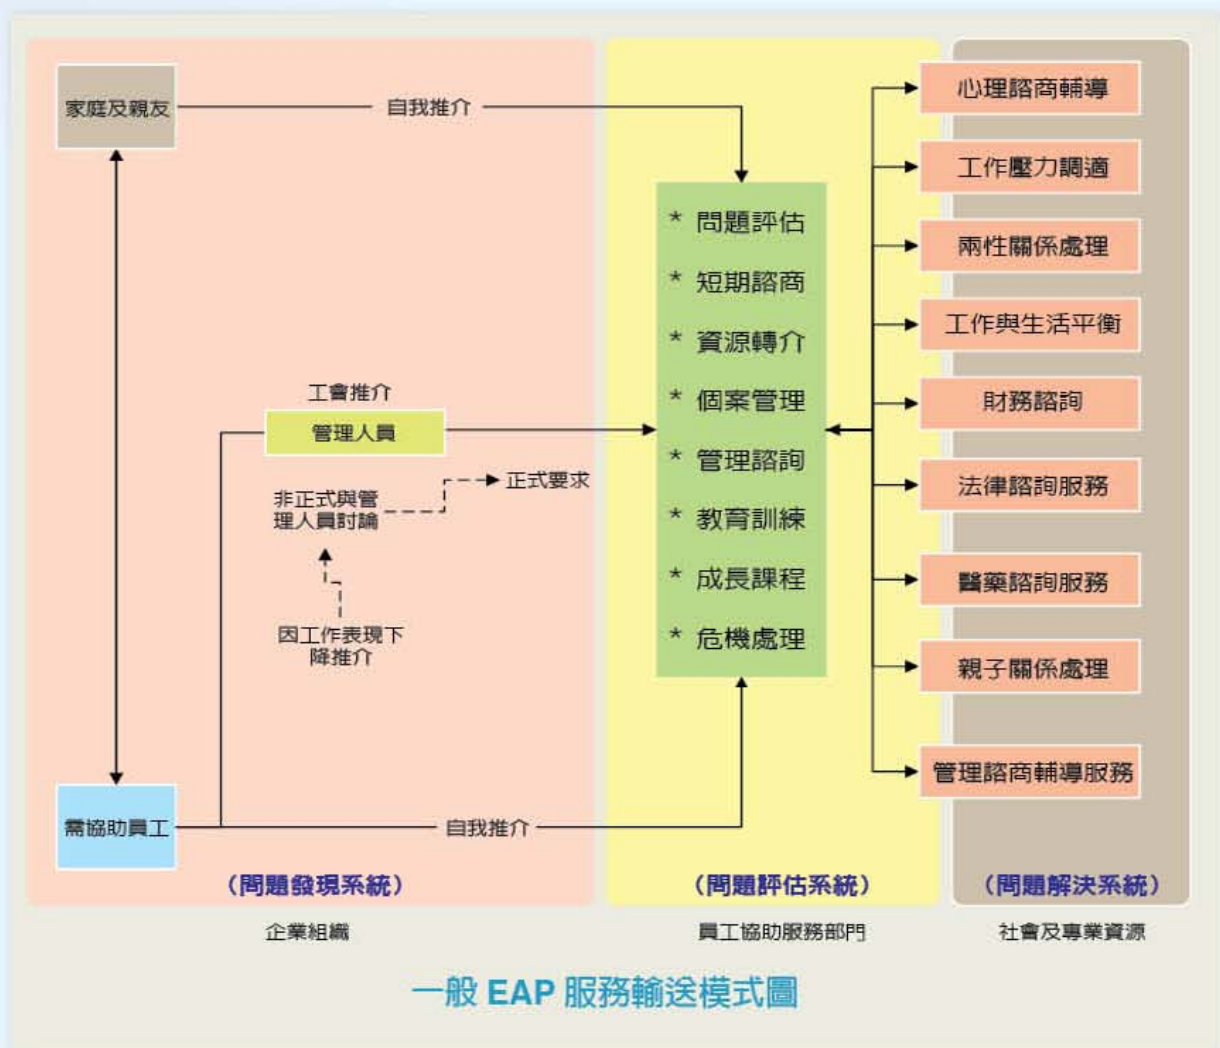 家庭及親友
自我推介
工會推介
管理人員
正式要求
非正式與管
理人員討論
因工作表現下
降推介
需協助員工
自我推介
（問題發現系統）
企業組織
* 問題評估
* 短期諮商
* 資源轉介
* 個案管理
* 管理諮詢
* 教育訓練
* 成長課程
* 危機處理
（問題評估系統）
員工協助服務部門
心理諮商輔導
工作壓力調適
兩性關係處理
工作與生活平衡
財務諮詢
法律諮詢服務
醫藥諮詢服務
親子關係處理
管理諮商輔導服務
（問題解決系統）
社會及專業資源
一般 EAP 服務輸送模式圖